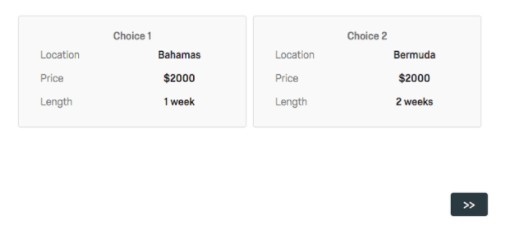 Choice 1
Location Bahamas
Price $2000
Length 1 week
Choice 2
Location Bermuda
Price $2000
Length 2 weeks
>>